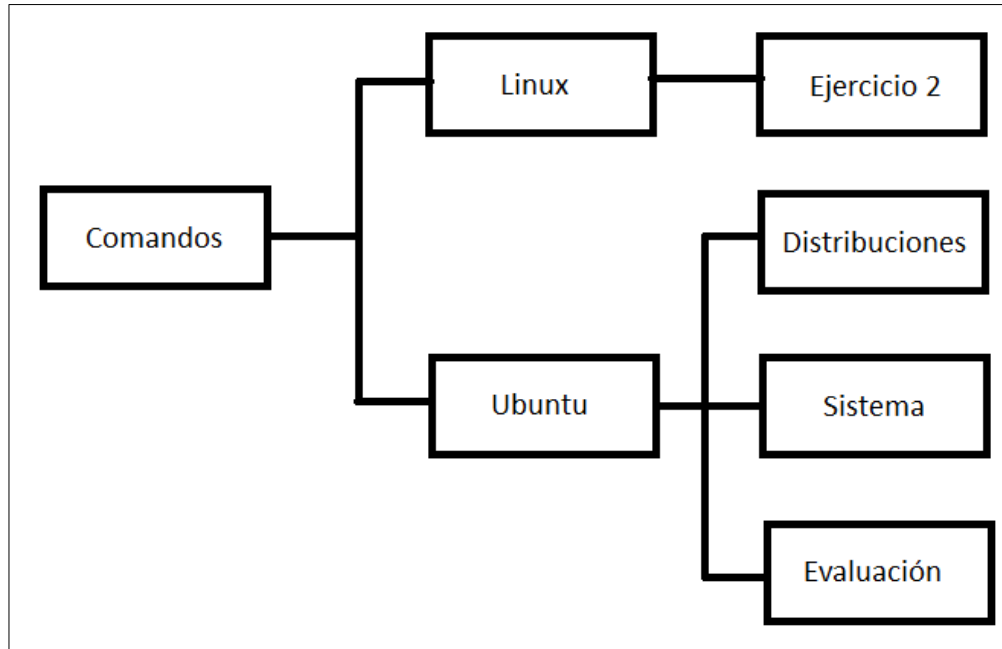 Linux
Ejercicio 2
Comandos
Distribuciones
Ubuntu
Sistema
Evaluación